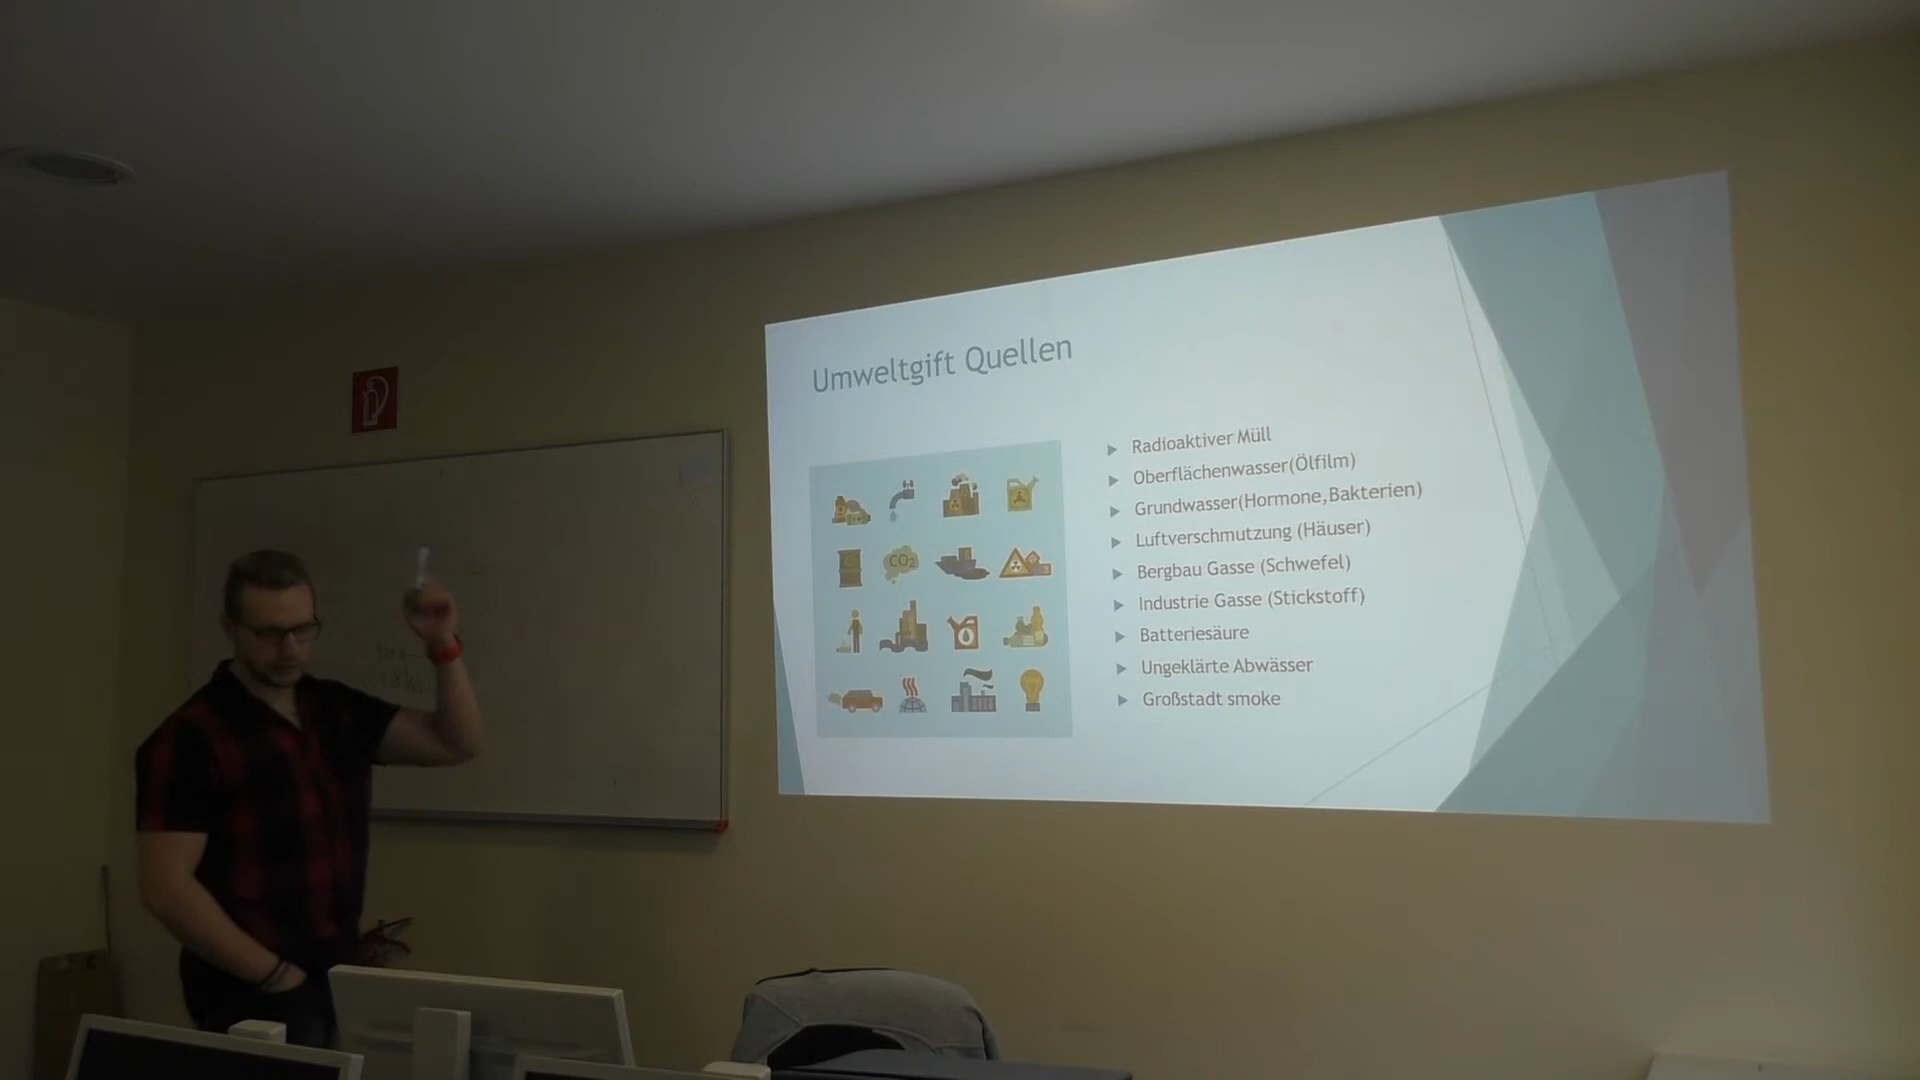 Umweltgift Quellen
Radioaktiver Müll
Oberflächenwasser(Ölfilm)
Grundwasser(Hormone,Bakterien)
Luftverschmutzung (Häuser)
Bergbau Gasse (Schwefel)
Industrie Gasse (Stickstoff)
Batteriesäure
Ungeklärte Abwässer
Großstadt smoke
CO₂